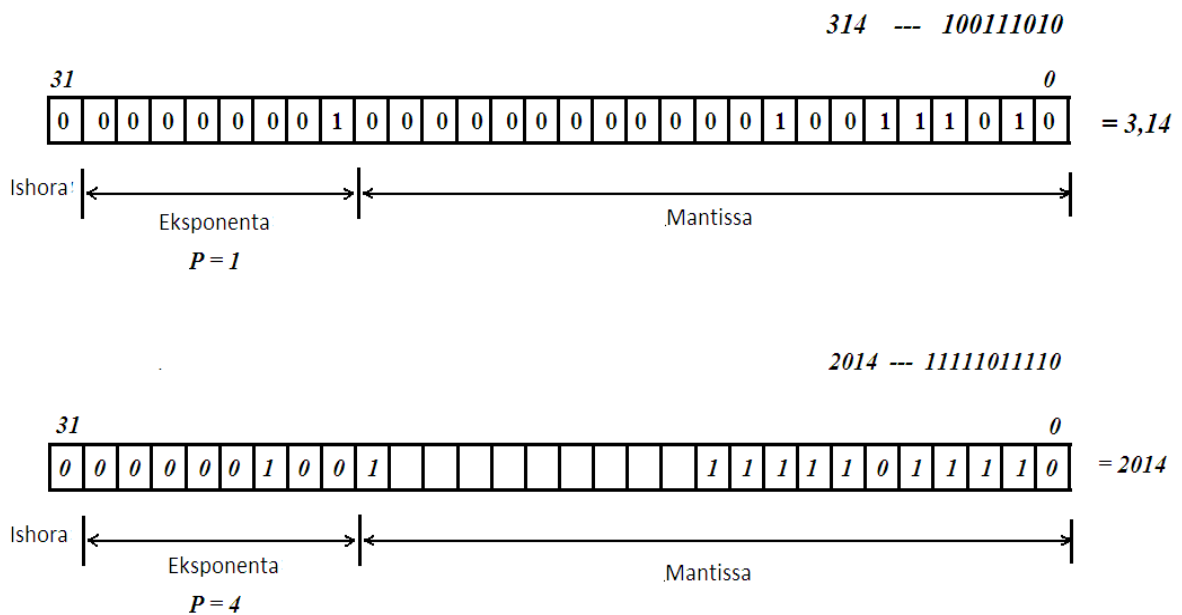 314 --- 100111010
31 0
0 0 0 0 0 0 0 0 1 0 0 0 0 0 0 0 0 0 0 0 0 1 0 0 1 1 1 0 1 0 = 3,14
Ishora
Eksponenta
Mantissa
P = 1
2014 --- 11111011110
31 0
0 0 0 0 0 0 1 0 0 1 1 1 1 1 1 0 1 1 1 1 0 = 2014
Ishora
Eksponenta
Mantissa
P = 4